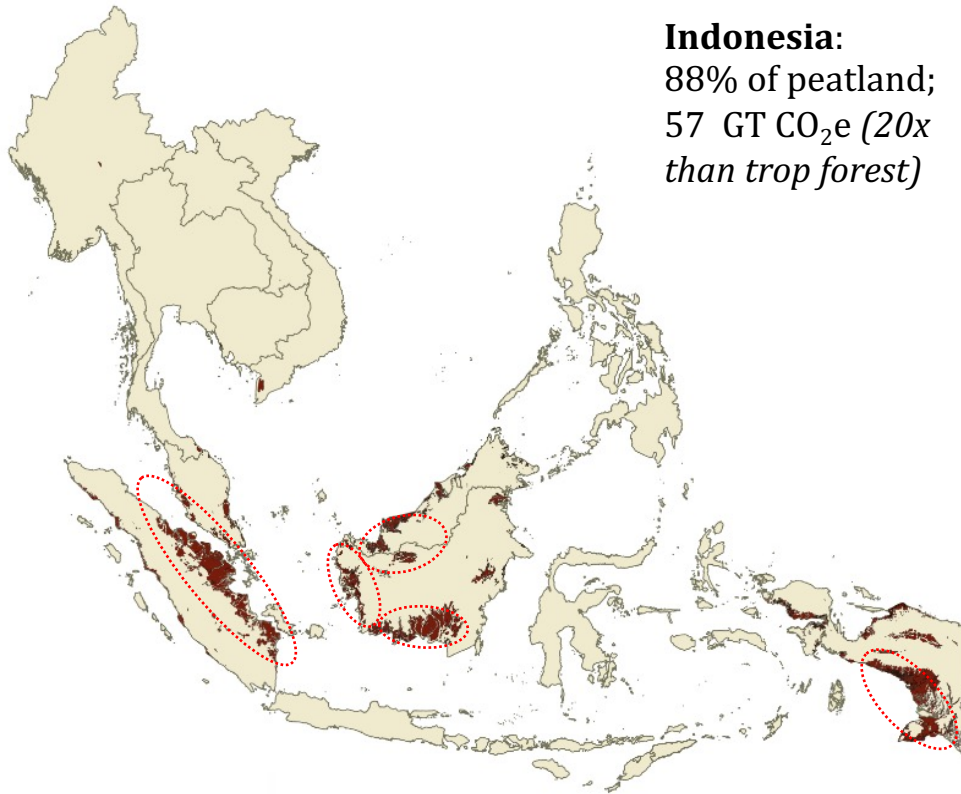 Indonesia:
88% of peatland;
57 GT CO₂e (20x
than trop forest)